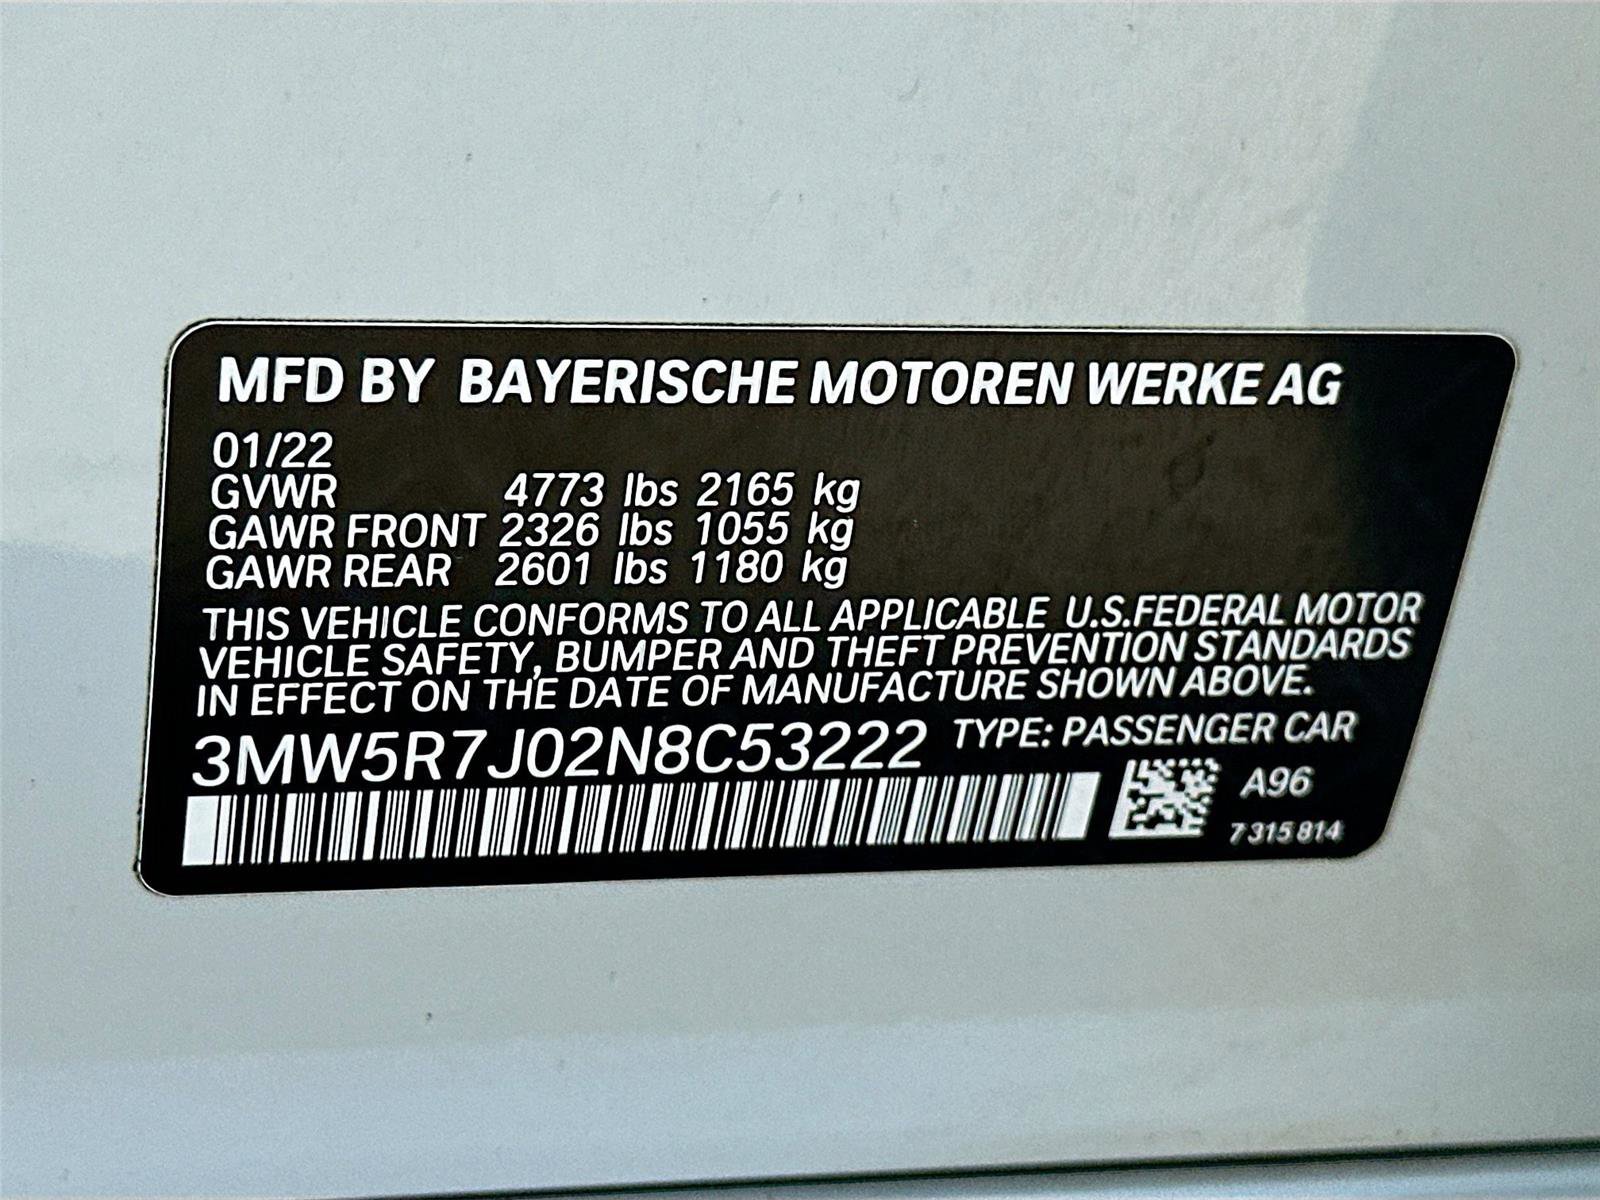 MFD BY BAYERISCHE MOTOREN WERKE AG
01/22
GVWR 4773 lbs 2165 kg
GAWR FRONT 2326 lbs 1055 kg
GAWR REAR 2601 lbs 1180 kg
THIS VEHICLE CONFORMS TO ALL APPLICABLE U.S.FEDERAL MOTOR
VEHICLE SAFETY, BUMPER AND THEFT PREVENTION STANDARDS
IN EFFECT ON THE DATE OF MANUFACTURE SHOWN ABOVE.
3MW5R7J02N8C53222 TYPE: PASSENGER CAR
A96
7 315 814